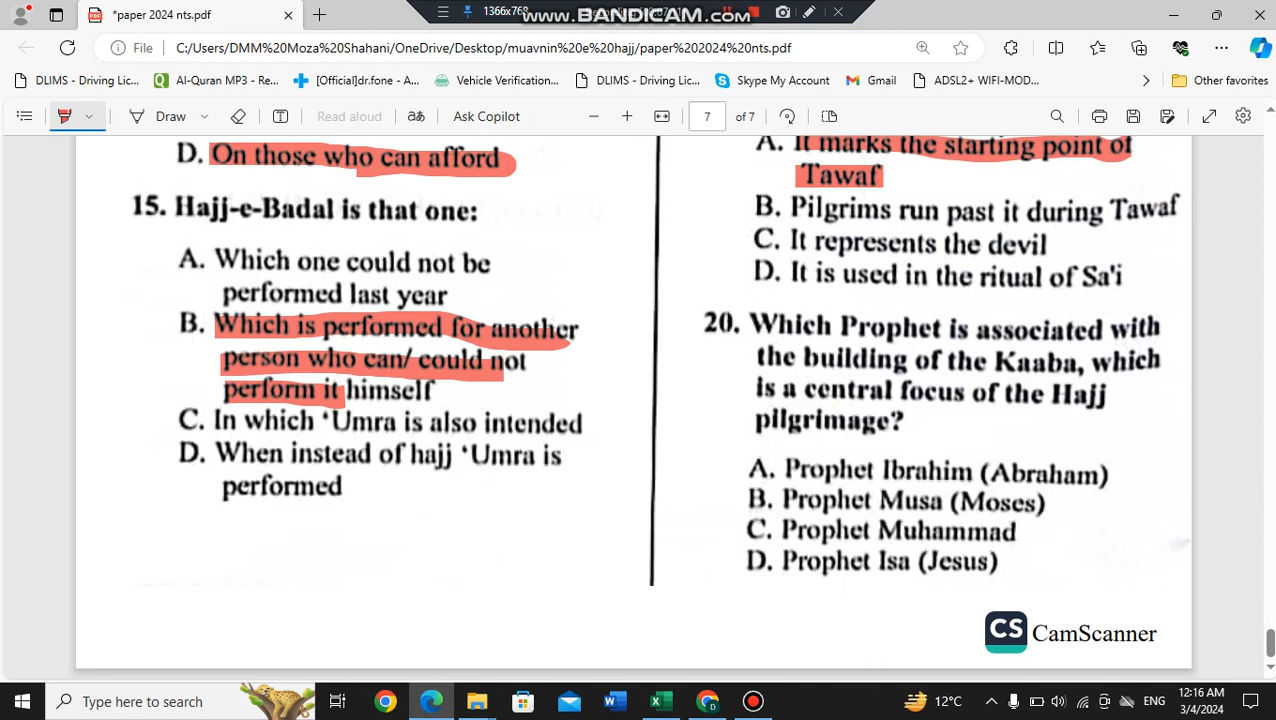 *paper 2024 nts.pdf
1366x768
www.BANDICAM.com
File
C:/Users/DMM%20Moza%20Shahani/OneDrive/Desktop/muavnin%20e%20hajj/paper%202024%20nts.pdf
DLIMS - Driving Lic...
Al-Quran MP3 - Re...
[Official]dr.fone - A...
Vehicle Verification...
DLIMS - Driving Lic...
Skype My Account
Gmail
ADSL2+ WIFI-MOD...
Other favorites
Draw
Read aloud
aあ
Ask Copilot
7
of 7
D. On those who can afford
15. Hajj-e-Badal is that one:
A. Which one could not be
performed last year
B. Which is performed for another
person who can/ could not
perform it himself
C. In which ‘Umra is also intended
D. When instead of hajj ‘Umra is
performed
A. It marks the starting point of
Tawaf
B. Pilgrims run past it during Tawaf
C. It represents the devil
D. It is used in the ritual of Sa'i
20. Which Prophet is associated with
the building of the Kaaba, which
is a central focus of the Hajj
pilgrimage?
A. Prophet Ibrahim (Abraham)
B. Prophet Musa (Moses)
C. Prophet Muhammad
D. Prophet Isa (Jesus)
CS CamScanner
Type here to search
12°C
ENG
12:16 AM
3/4/2024